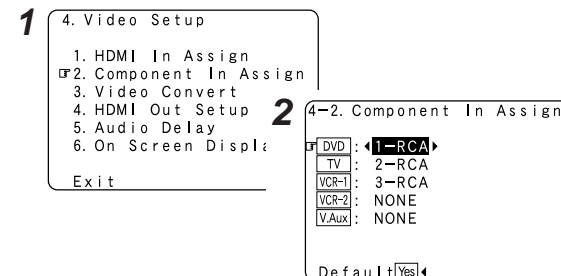 1
4. Video Setup
1. HDMI In Assign
☞2. Component In Assign
3. Video Convert
4. HDMI Out Setup
5. Audio Delay
6. On Screen Displa
Exit
2
4-2. Component In Assign
☞ DVD : ◀1-RCA▶
TV : 2-RCA
VCR-1 : 3-RCA
VCR-2 : NONE
V.Aux : NONE
Default Yes◀